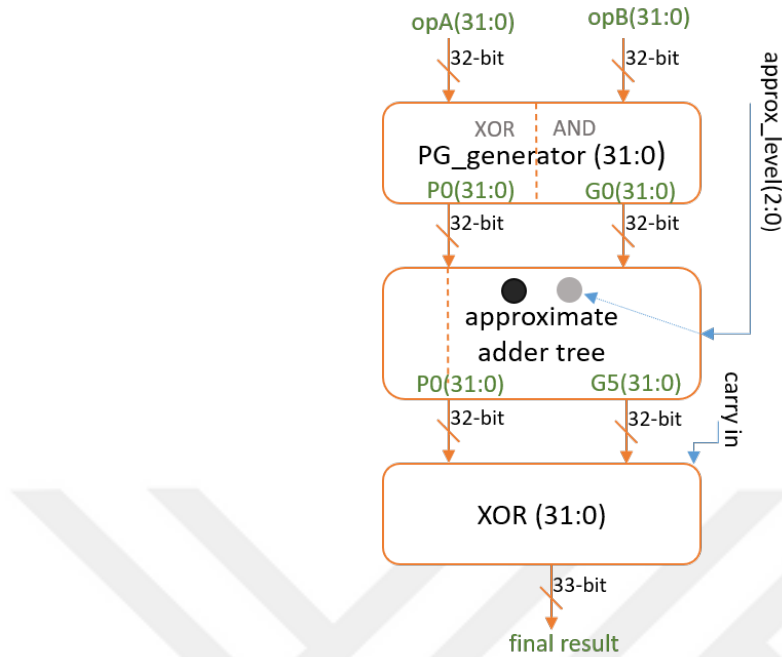 opA(31:0) opB(31:0)
32-bit 32-bit
approx_level(2:0)
XOR AND
PG_generator (31:0)
P0(31:0) G0(31:0)
32-bit 32-bit
approximate
adder tree
P0(31:0) G5(31:0)
carry in
32-bit 32-bit
XOR (31:0)
33-bit
final result